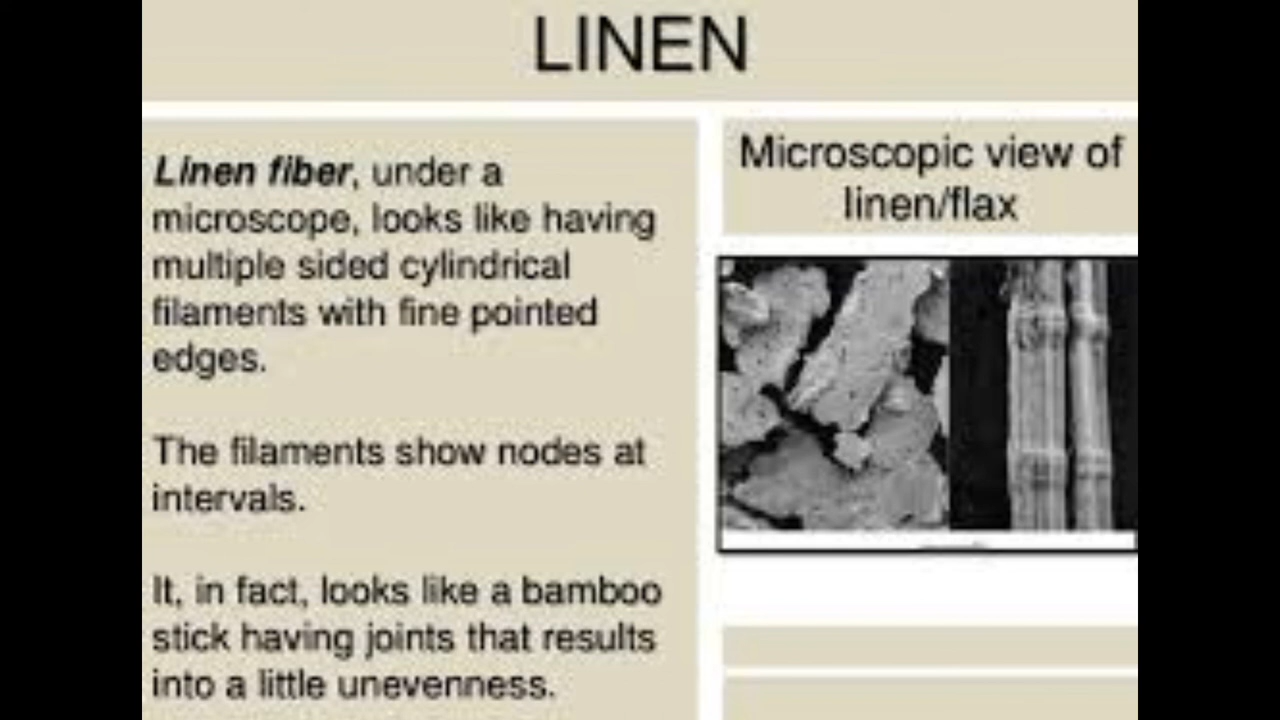 LINEN
Linen fiber, under a
microscope, looks like having
multiple sided cylindrical
filaments with fine pointed
edges.
The filaments show nodes at
intervals.
It, in fact, looks like a bamboo
stick having joints that results
into a little unevenness.
Microscopic view of
linen/flax